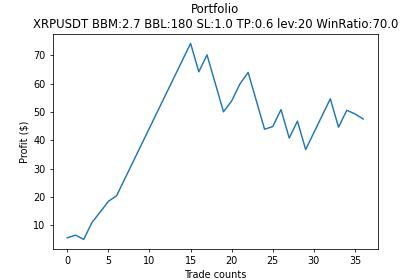 Portfolio
XRPUSDT BBM:2.7 BBL:180 SL:1.0 TP:0.6 lev:20 WinRatio:70.0
70
60
50
40
30
20
10
Profit ($)
0 5 10 15 20 25 30 35
Trade counts